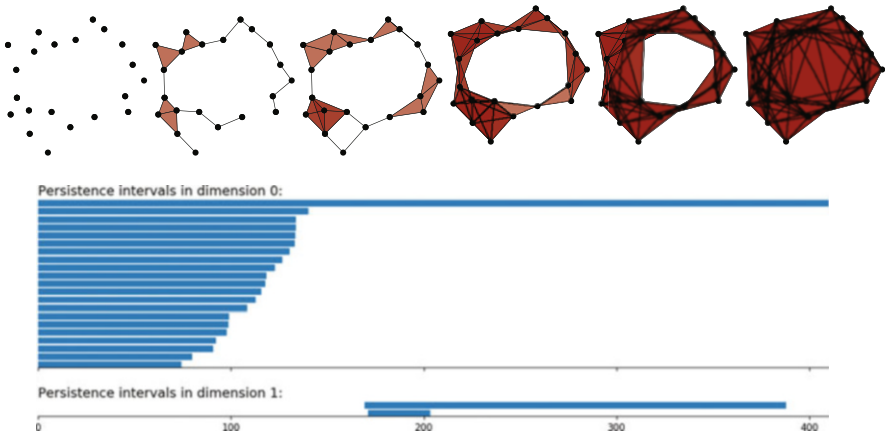 Persistence intervals in dimension 0:
Persistence intervals in dimension 1:
0 100 200 300 400